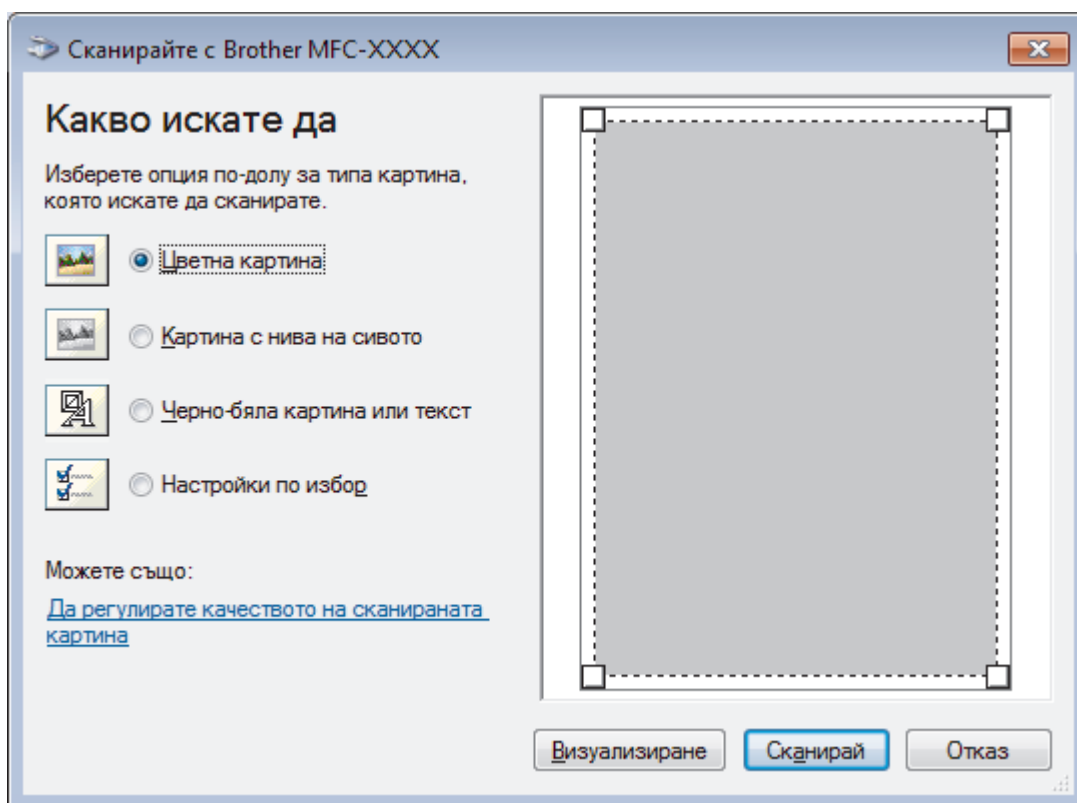 Сканирайте с Brother MFC-XXXX
Какво искате да
Изберете опция по-долу за типа картина,
която искате да сканирате.
Цветна картина
Картина с нива на сивото
Черно-бяла картина или текст
Настройки по избор
Можете също:
Да регулирате качеството на сканираната
картина
Визуализиране Сканирай Отказ